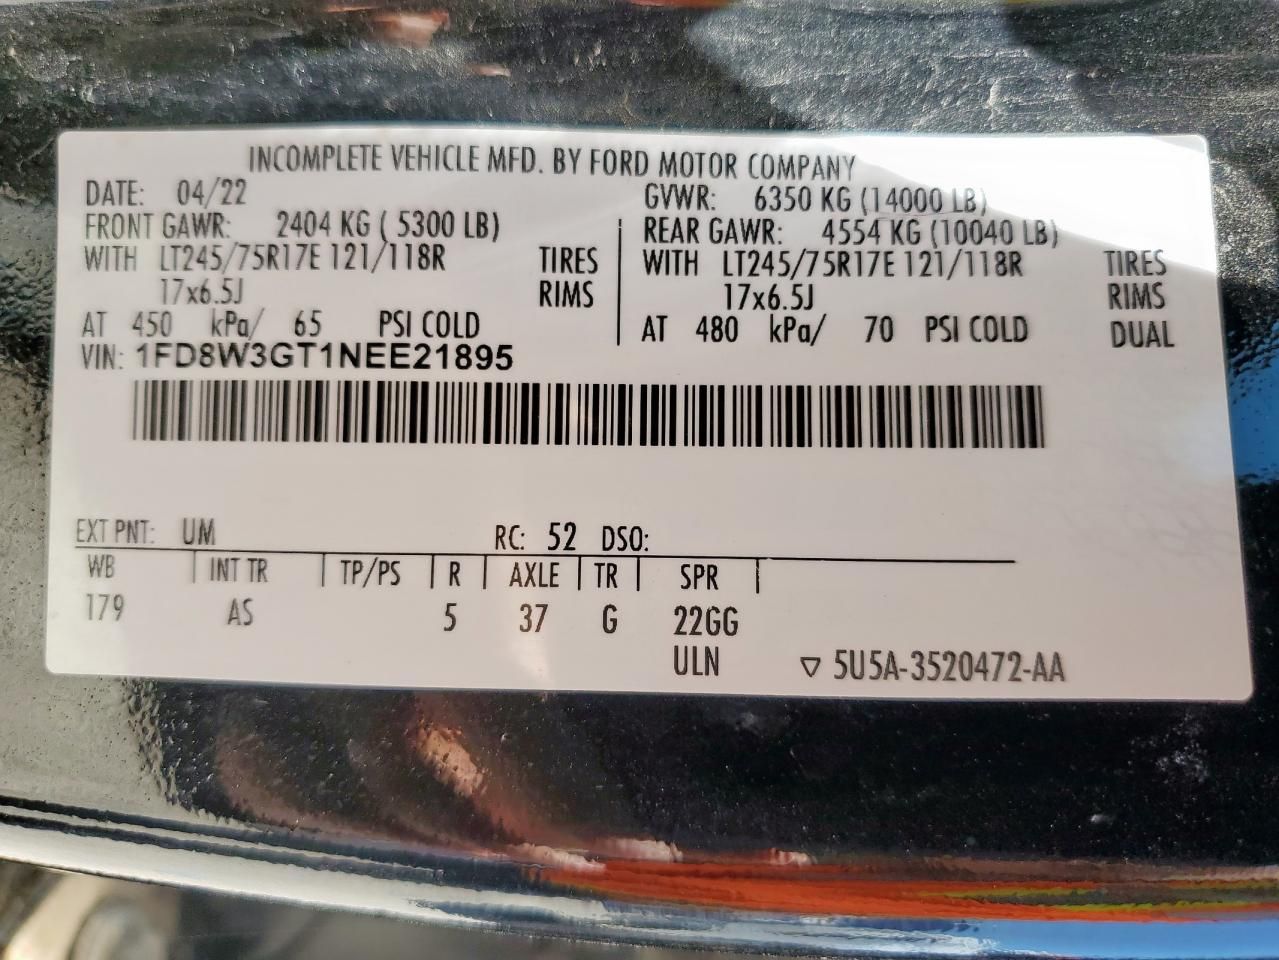 INCOMPLETE VEHICLE MFD. BY FORD MOTOR COMPANY
DATE: 04/22 GVWR: 6350 KG (14000 LB)
FRONT GAWR: 2404 KG ( 5300 LB) REAR GAWR: 4554 KG (10040 LB)
WITH LT245/75R17E 121/118R TIRES WITH LT245/75R17E 121/118R TIRES
17x6.5J RIMS 17x6.5J RIMS
AT 450 kPa/ 65 PSI COLD AT 480 kPa/ 70 PSI COLD DUAL
VIN: 1FD8W3GT1NEE21895
EXT PNT: UM RC: 52 DSO:
WB INT TR TP/PS R AXLE TR SPR
179 AS 5 37 G 22GG
ULN ▽ 5U5A-3520472-AA